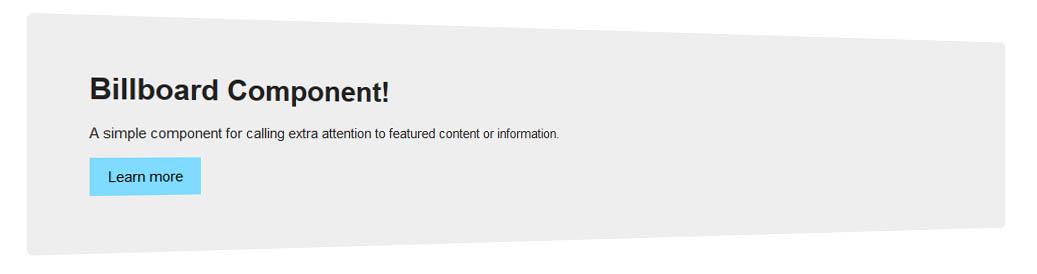 Billboard Component!
A simple component for calling extra attention to featured content or information.
Learn more